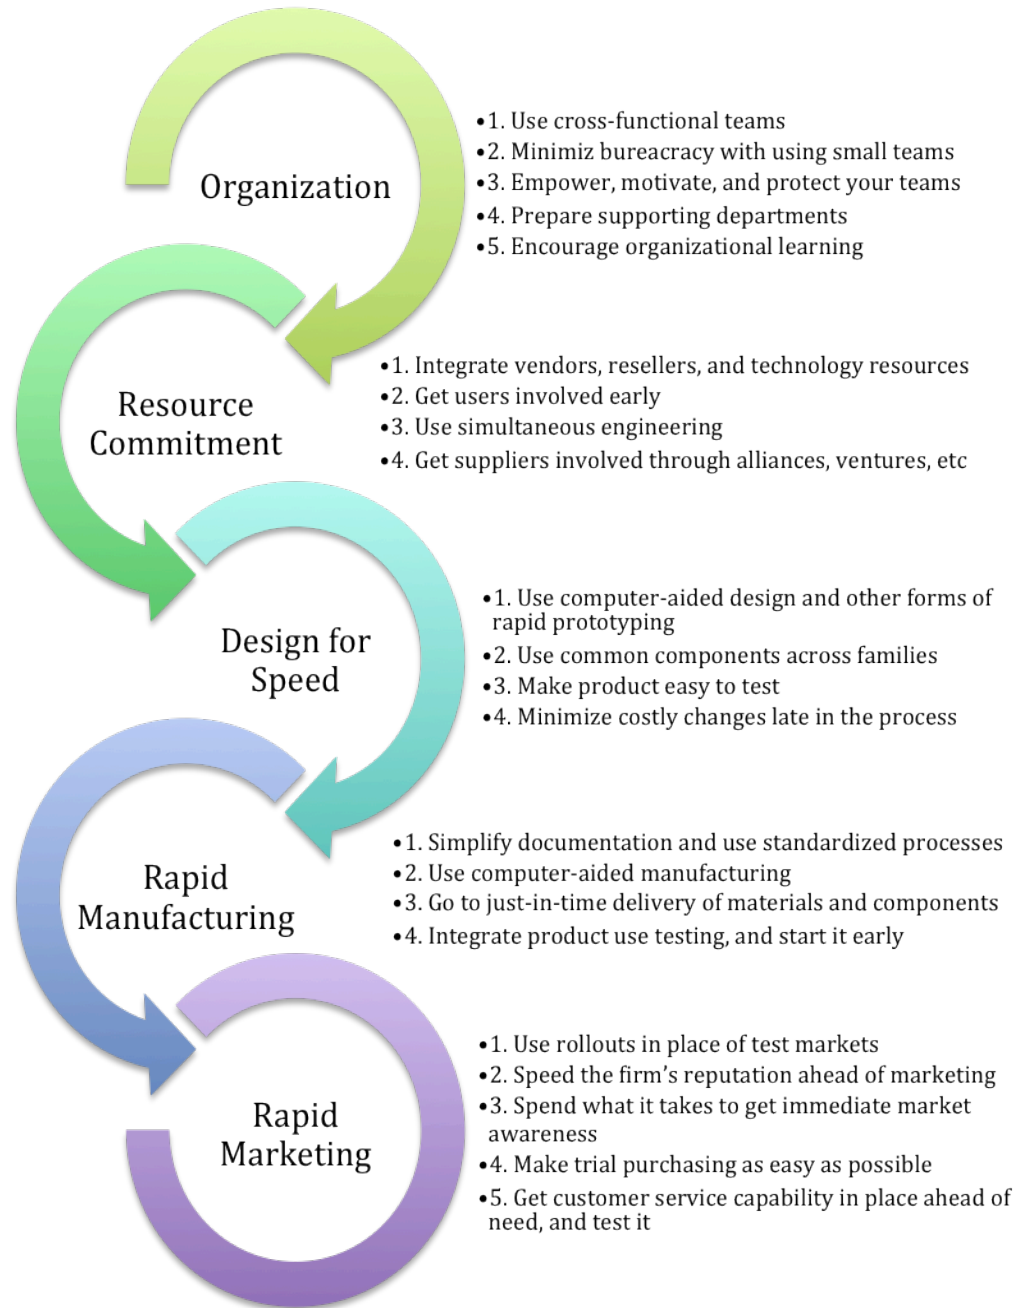 Organization
•1. Use cross-functional teams
•2. Minimiz bureacracy with using small teams
•3. Empower, motivate, and protect your teams
•4. Prepare supporting departments
•5. Encourage organizational learning
Resource
Commitment
•1. Integrate vendors, resellers, and technology resources
•2. Get users involved early
•3. Use simultaneous engineering
•4. Get suppliers involved through alliances, ventures, etc
Design for
Speed
•1. Use computer-aided design and other forms of
rapid prototyping
•2. Use common components across families
•3. Make product easy to test
•4. Minimize costly changes late in the process
Rapid
Manufacturing
•1. Simplify documentation and use standardized processes
•2. Use computer-aided manufacturing
•3. Go to just-in-time delivery of materials and components
•4. Integrate product use testing, and start it early
Rapid
Marketing
•1. Use rollouts in place of test markets
•2. Speed the firm’s reputation ahead of marketing
•3. Spend what it takes to get immediate market
awareness
•4. Make trial purchasing as easy as possible
•5. Get customer service capability in place ahead of
need, and test it